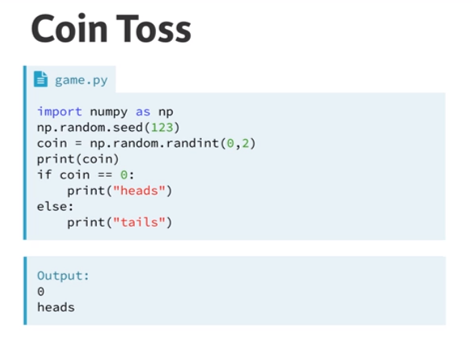 Coin Toss
game.py
import numpy as np
np.random.seed(123)
coin = np.random.randint(0,2)
print(coin)
if coin == 0:
    print("heads")
else:
    print("tails")
Output:
0
heads